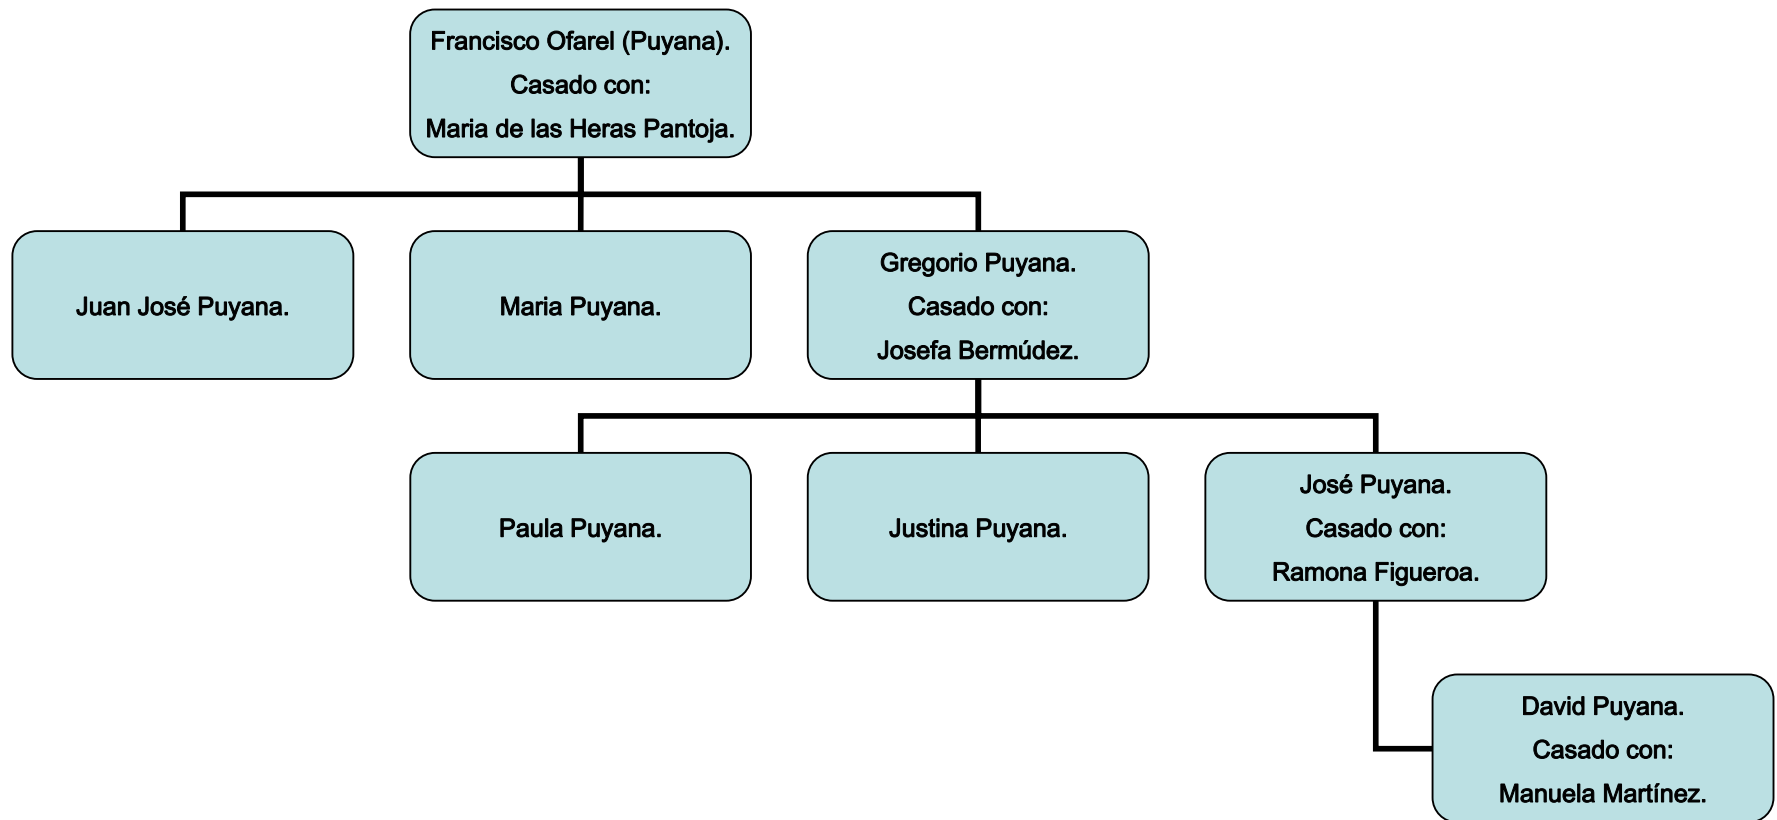 Francisco Ofarel (Puyana).
Casado con:
Maria de las Heras Pantoja.
Juan José Puyana.
Maria Puyana.
Gregorio Puyana.
Casado con:
Josefa Bermúdez.
Paula Puyana.
Justina Puyana.
José Puyana.
Casado con:
Ramona Figueroa.
David Puyana.
Casado con:
Manuela Martínez.